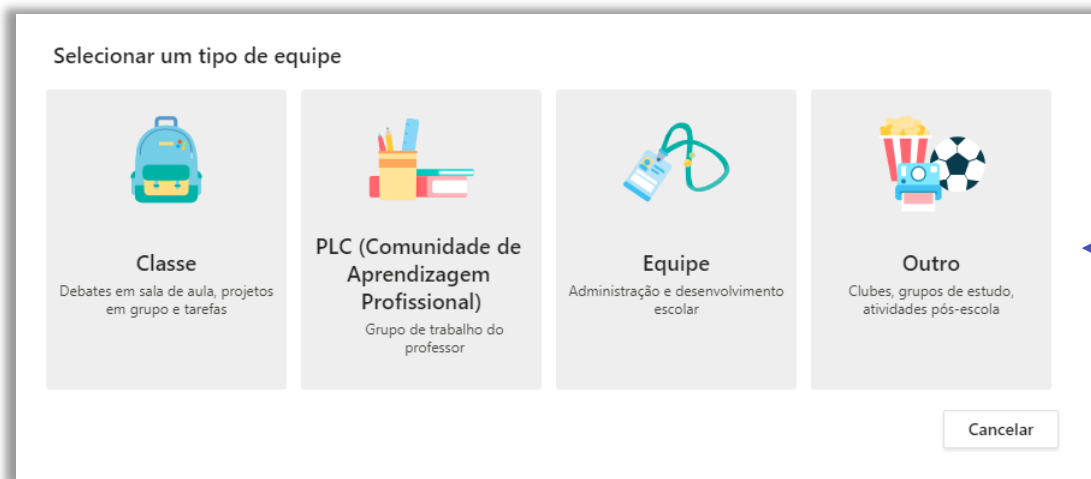 Selecionar um tipo de equipe
Classe
Debates em sala de aula, projetos
em grupo e tarefas
PLC (Comunidade de
Aprendizagem
Profissional)
Grupo de trabalho do
professor
Equipe
Administração e desenvolvimento
escolar
Outro
Clubes, grupos de estudo,
atividades pós-escola
Cancelar